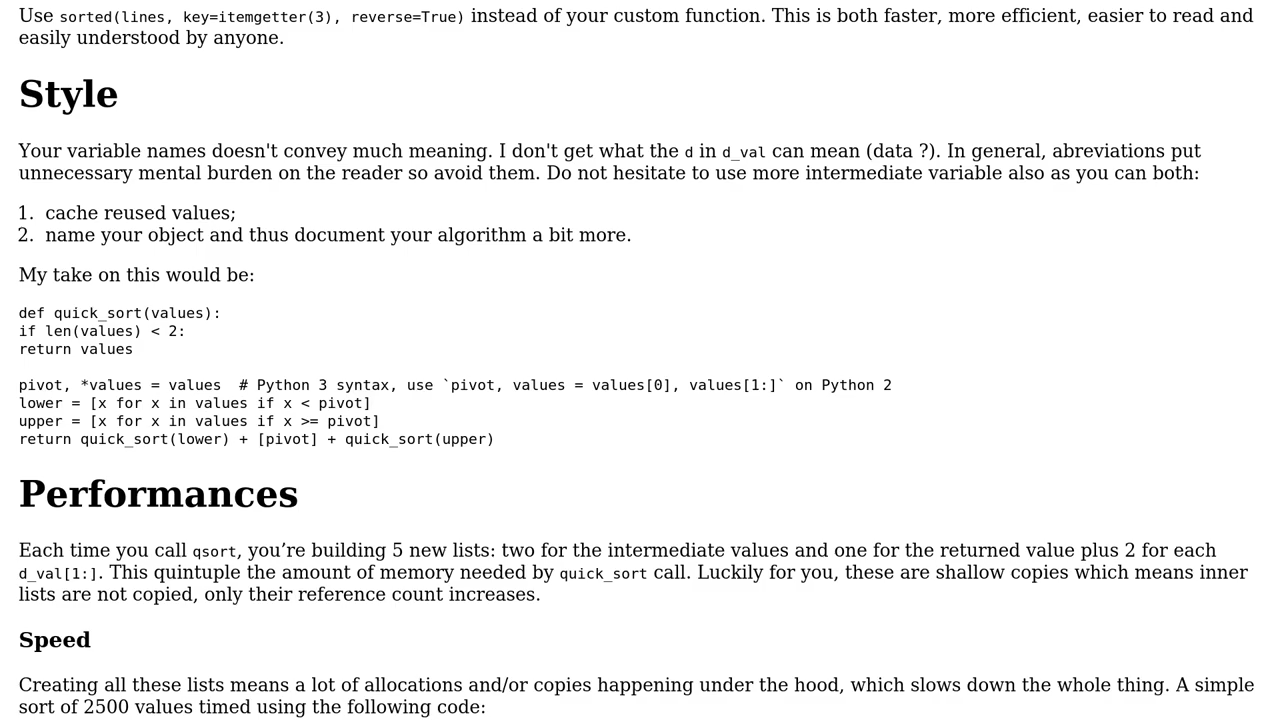 Use sorted(lines, key=itemgetter(3), reverse=True) instead of your custom function. This is both faster, more efficient, easier to read and
easily understood by anyone.
Style
Your variable names doesn't convey much meaning. I don't get what the d in d_val can mean (data ?). In general, abreviations put
unnecessary mental burden on the reader so avoid them. Do not hesitate to use more intermediate variable also as you can both:
1. cache reused values;
2. name your object and thus document your algorithm a bit more.
My take on this would be:
def quick_sort(values):
if len(values) < 2:
return values
pivot, *values = values  # Python 3 syntax, use `pivot, values = values[0], values[1:]` on Python 2
lower = [x for x in values if x < pivot]
upper = [x for x in values if x >= pivot]
return quick_sort(lower) + [pivot] + quick_sort(upper)
Performances
Each time you call qsort, you’re building 5 new lists: two for the intermediate values and one for the returned value plus 2 for each
d_val[1:]. This quintuple the amount of memory needed by quick_sort call. Luckily for you, these are shallow copies which means inner
lists are not copied, only their reference count increases.
Speed
Creating all these lists means a lot of allocations and/or copies happening under the hood, which slows down the whole thing. A simple
sort of 2500 values timed using the following code: